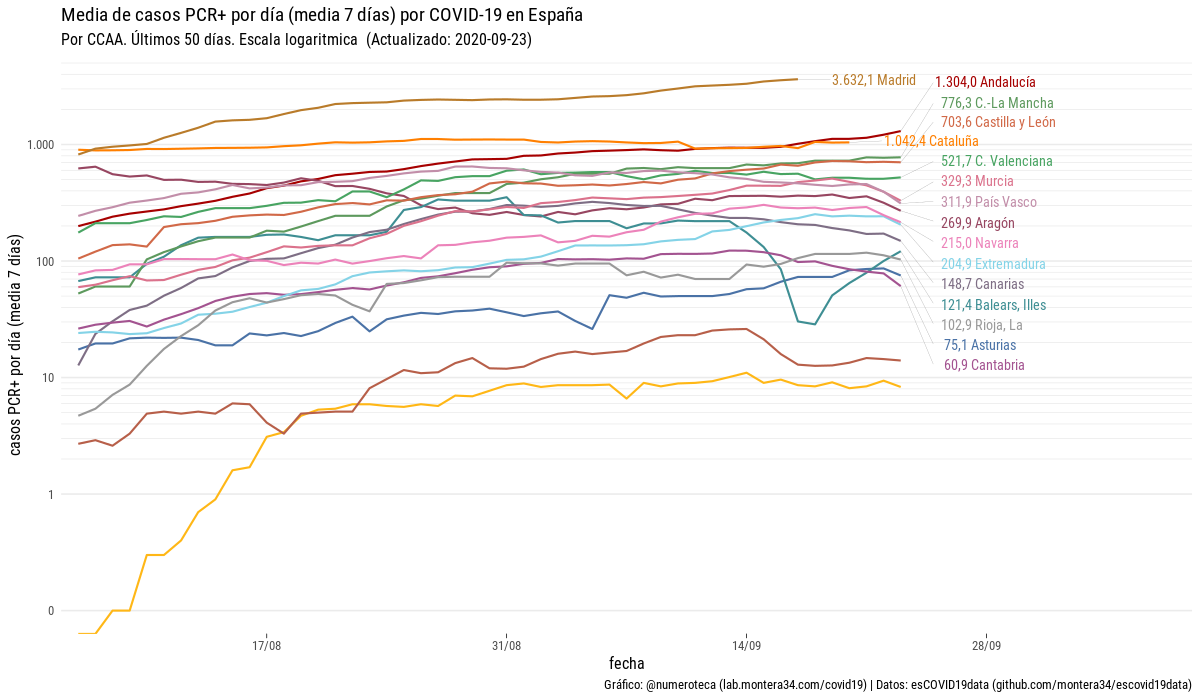 Media de casos PCR+ por día (media 7 días) por COVID-19 en España
Por CCAA. Últimos 50 días. Escala logaritmica  (Actualizado: 2020-09-23)
casos PCR+ por día (media  7 días)
1.000
100
10
1
0
3.632,1 Madrid
1.304,0 Andalucía
776,3 C.-La Mancha
703,6 Castilla y León
1.042,4 Cataluña
521,7 C. Valenciana
329,3 Murcia
311,9 País Vasco
269,9 Aragón
215,0 Navarra
204,9 Extremadura
148,7 Canarias
121,4 Balears, Illes
102,9 Rioja, La
75,1 Asturias
60,9 Cantabria
17/08
31/08
14/09
28/09
fecha
Gráfico: @numeroteca (lab.montera34.com/covid19) | Datos: esCOVID19data (github.com/montera34/escovid19data)